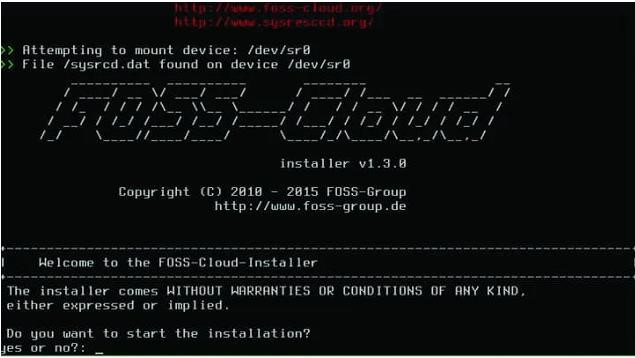 http://www.foss-cloud.org/
http://www.sysresccd.org/
>> Attempting to mount device: /dev/sr0
>> File /sysrcd.dat found on device /dev/sr0
FOSS-Cloud
installer v1.3.0
Copyright (C) 2010 - 2015 FOSS-Group
http://www.foss-group.de
Welcome to the FOSS-Cloud-Installer
The installer comes WITHOUT WARRANTIES OR CONDITIONS OF ANY KIND,
either expressed or implied.
Do you want to start the installation?
yes or no?: _